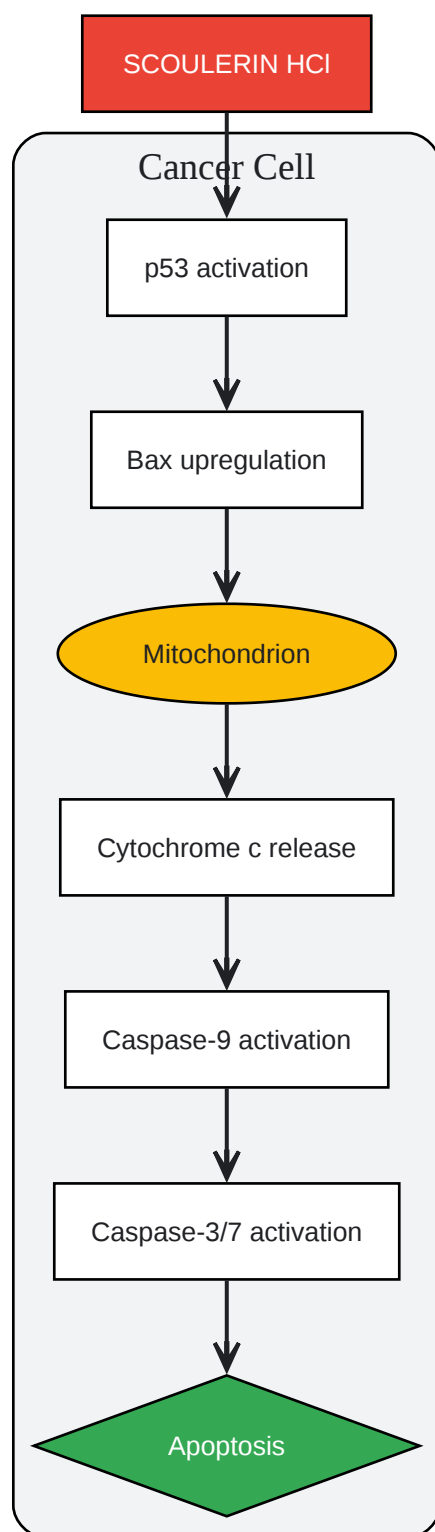 SCOULERIN HCl
Cancer Cell
p53 activation
Bax upregulation
Mitochondrion
Cytochrome c release
Caspase-9 activation
Caspase-3/7 activation
Apoptosis